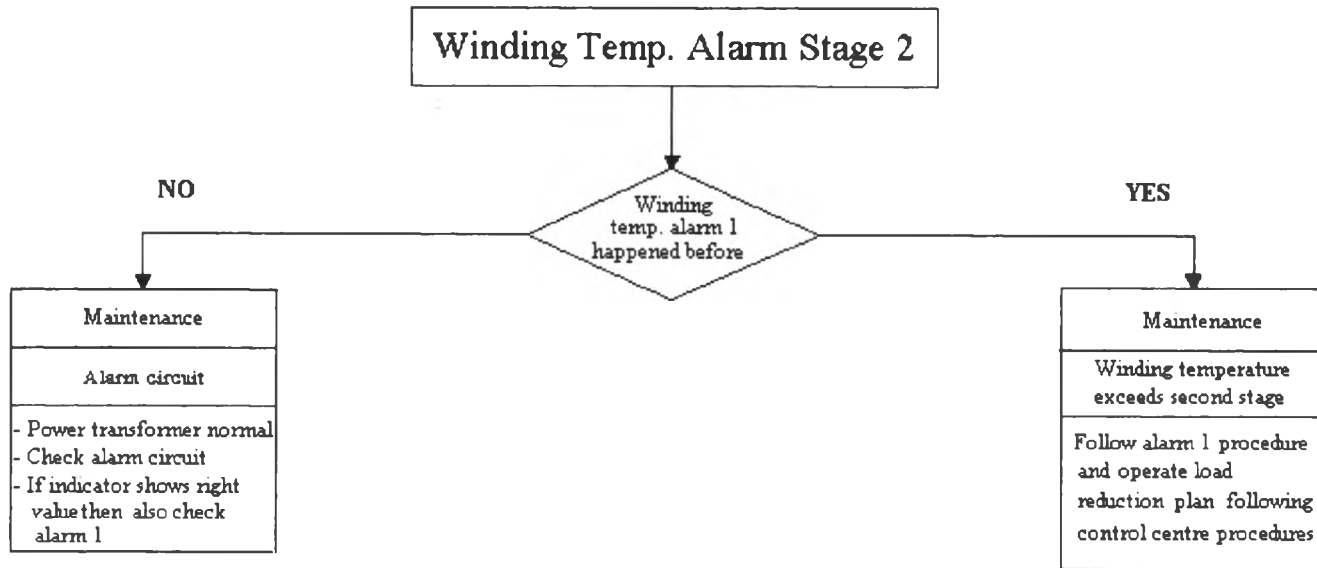 Winding Temp. Alarm Stage 2
NO
YES
Winding
temp. alarm 1
happened before
Maintenance
Alarm circuit
- Power transformer normal
- Check alarm circuit
- If indicator shows right
value then also check
alarm 1
Maintenance
Winding temperature
exceeds second stage
Follow alarm 1 procedure
and operate load
reduction plan following
control centre procedures